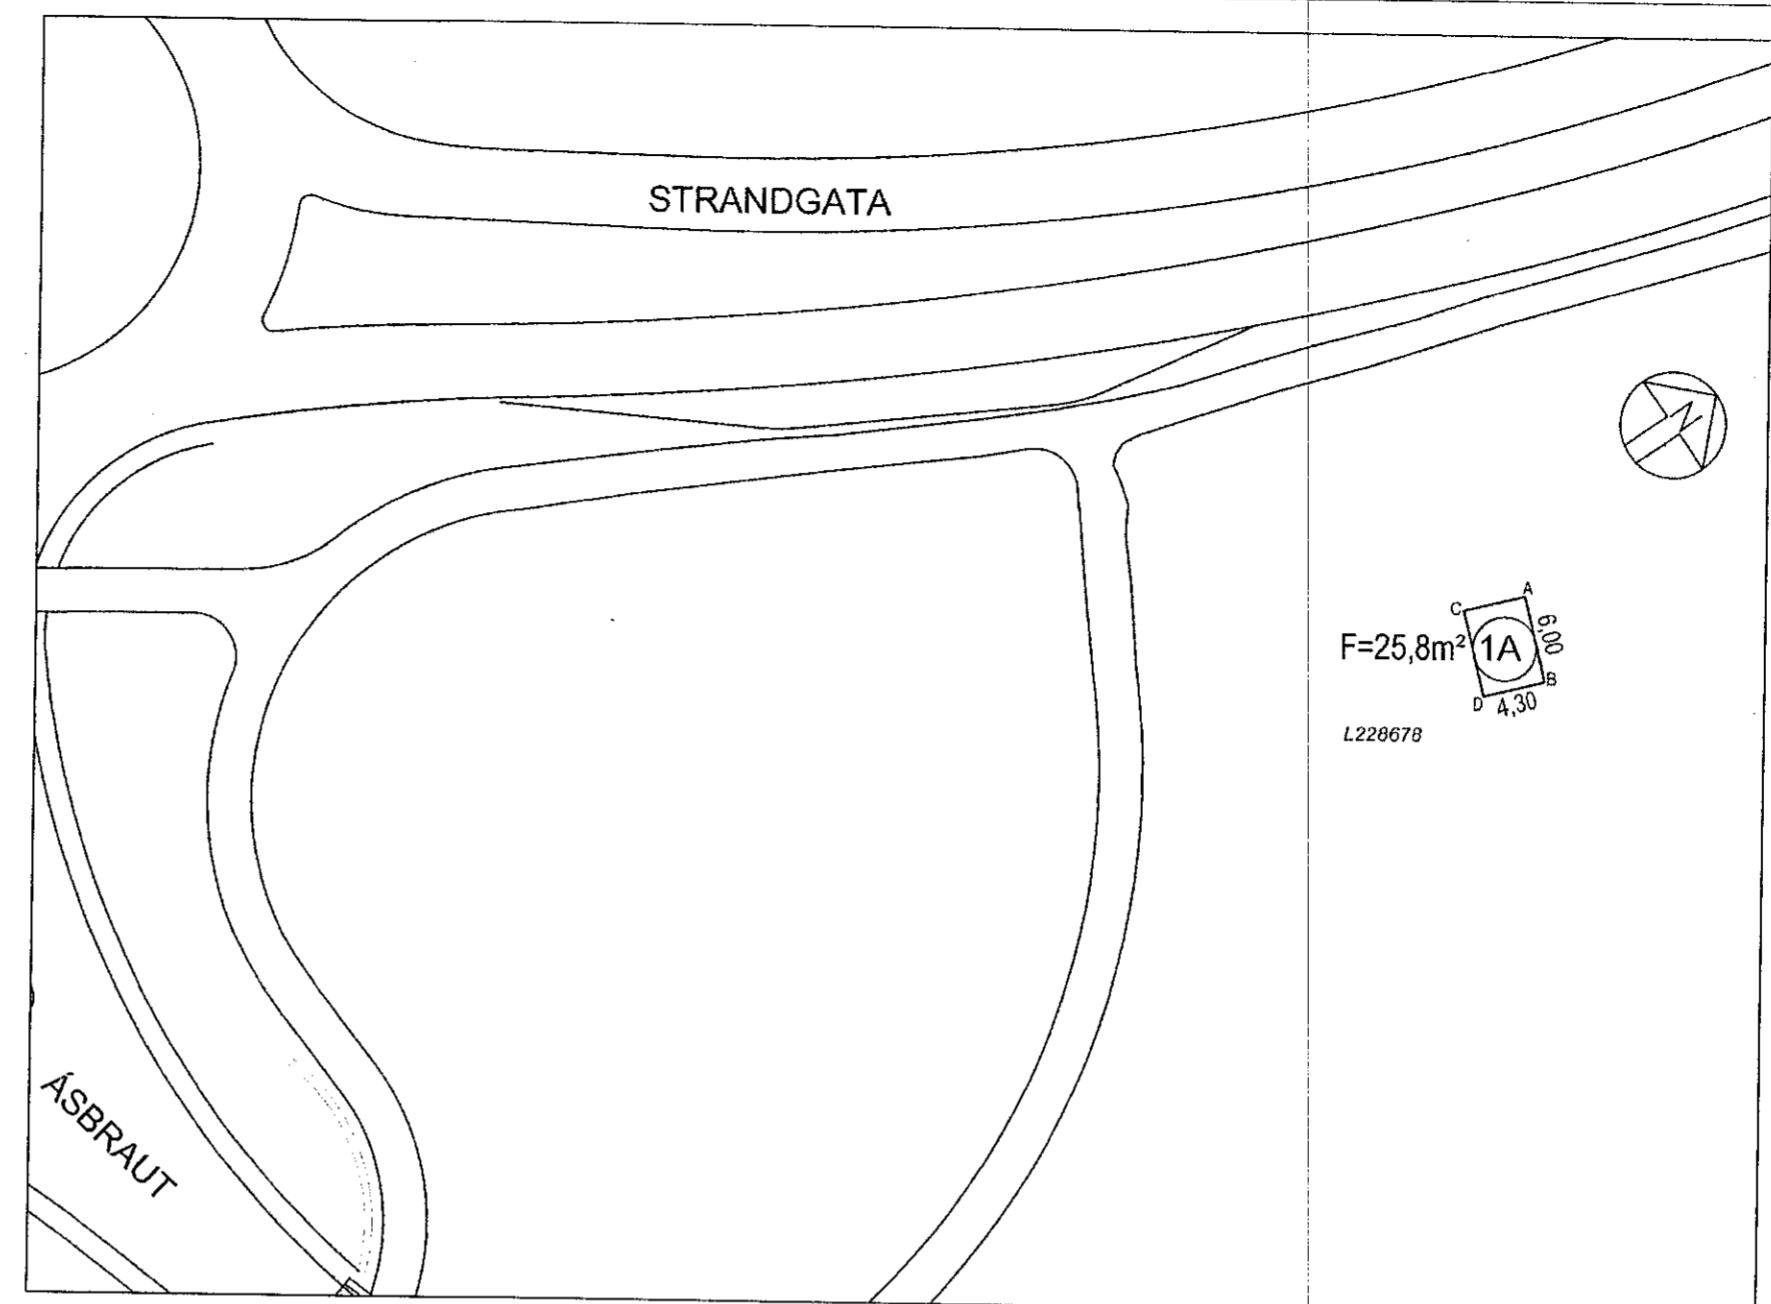 STRANDGATA
N
A
C
6,00
F=25,8m² 1A
B
D 4,30
L228678
ÁSBRAUT